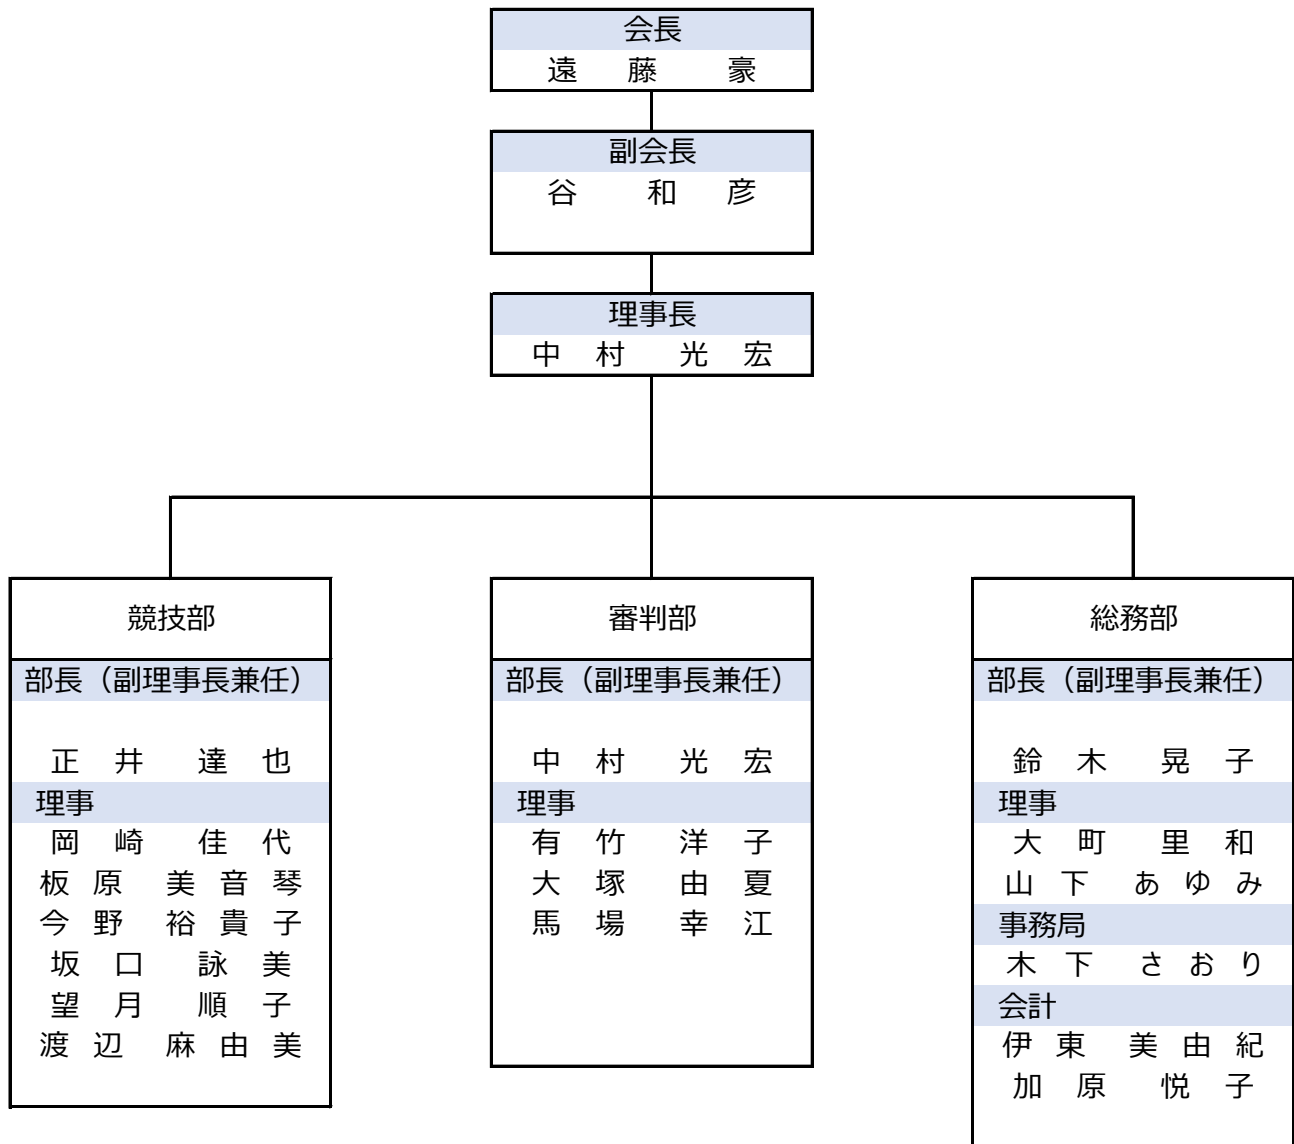 会長
遠藤 豪
副会長
谷 和彦
理事長
中村 光宏
競技部
部長（副理事長兼任）
正井 達也
理事
岡崎 佳代
板原 美音琴
今野 裕貴子
坂口 詠美
望月 順子
渡辺 麻由美
審判部
部長（副理事長兼任）
中村 光宏
理事
有竹 洋子
大塚 由夏
馬場 幸江
総務部
部長（副理事長兼任）
鈴木 晃子
理事
大町 里和
山下 あゆみ
事務局
木下 さおり
会計
伊東 美由紀
加原 悦子